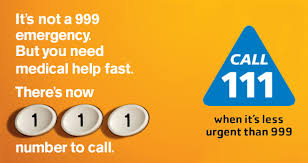 It's not a 999
emergency.
But you need
medical help fast.
There's now
1 1 1
number to call.
CALL
111
when it's less
urgent than 999